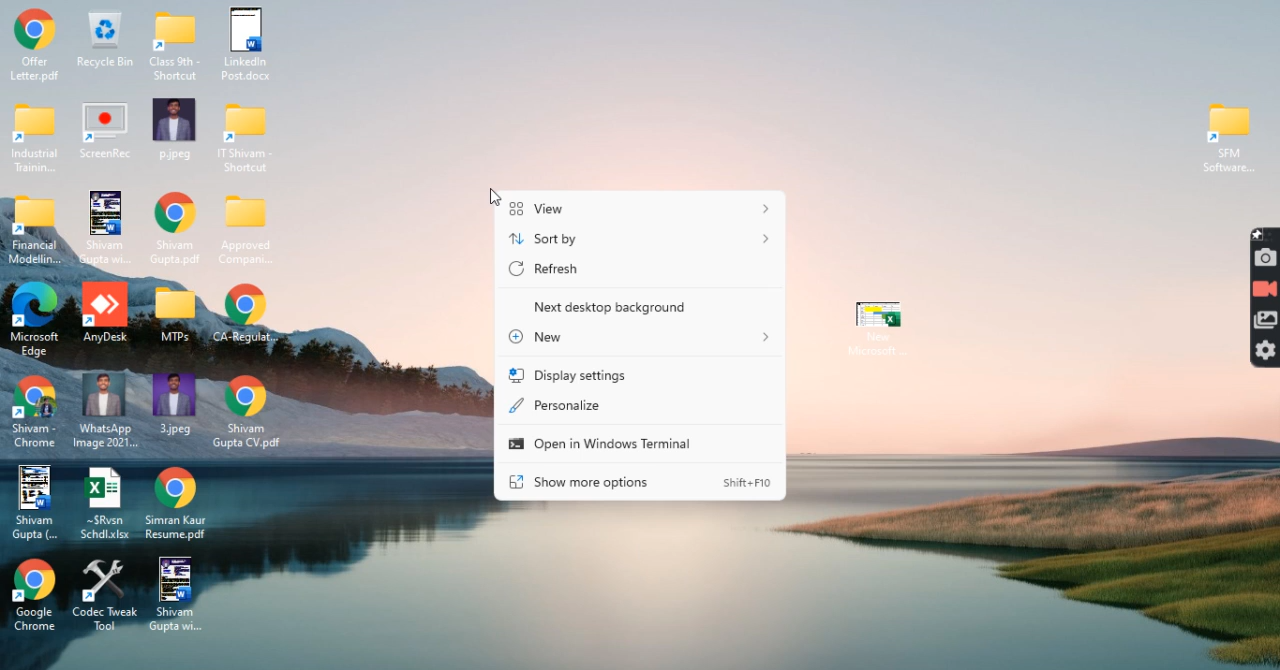 Offer
Letter.pdf
Recycle Bin
Class 9th -
Shortcut
LinkedIn
Post.docx
Industrial
Trainin...
ScreenRec
p.jpeg
IT Shivam -
Shortcut
SFM
Software...
Financial
Modellin...
Shivam
Gupta wi...
Shivam
Gupta.pdf
Approved
Compani...
Microsoft
Edge
AnyDesk
MTPs
CA-Regulat...
Shivam -
Chrome
WhatsApp
Image 2021...
3.jpeg
Shivam
Gupta CV.pdf
Shivam
Gupta (...
~$Rvsn
Schdl.xlsx
Simran Kaur
Resume.pdf
Google
Chrome
Codec Tweak
Tool
Shivam
Gupta wi...
View
Sort by
Refresh
Next desktop background
New
Display settings
Personalize
Open in Windows Terminal
Show more options Shift+F10
New
Microsoft ...